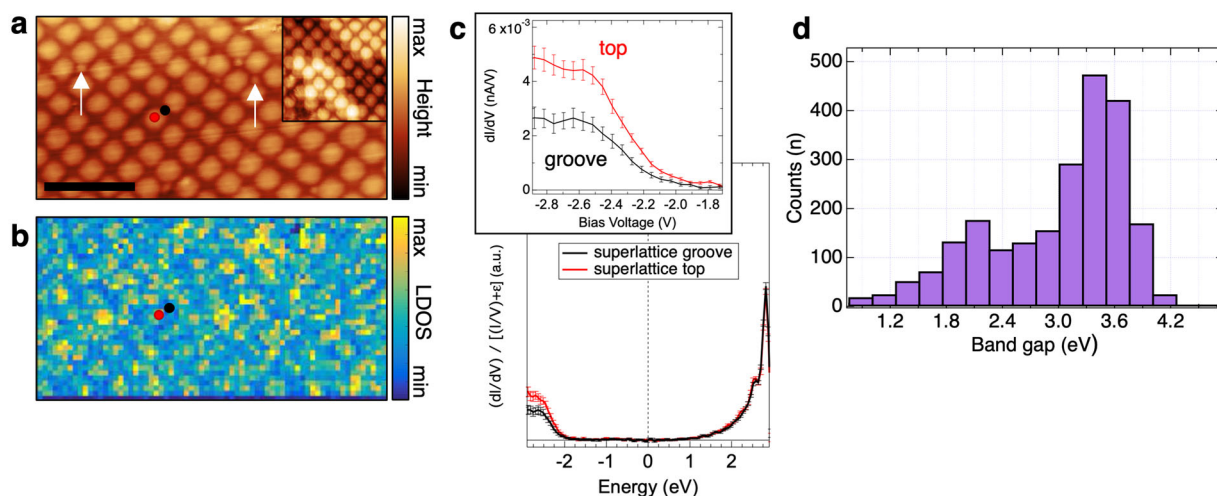 a
max
Height
min
b
max
LDOS
min
c
6 x10⁻³
4
2
0
dI/dV (nA/V)
top
groove
-2.8 -2.6 -2.4 -2.2 -2.0 -1.8
Bias Voltage (V)
superlattice groove
superlattice top
(dI/dV) / [(I/V)+ε] (a.u.)
-2 -1 0 1 2
Energy (eV)
d
500
400
300
200
100
0
Counts (n)
1.2 1.8 2.4 3.0 3.6 4.2
Band gap (eV)